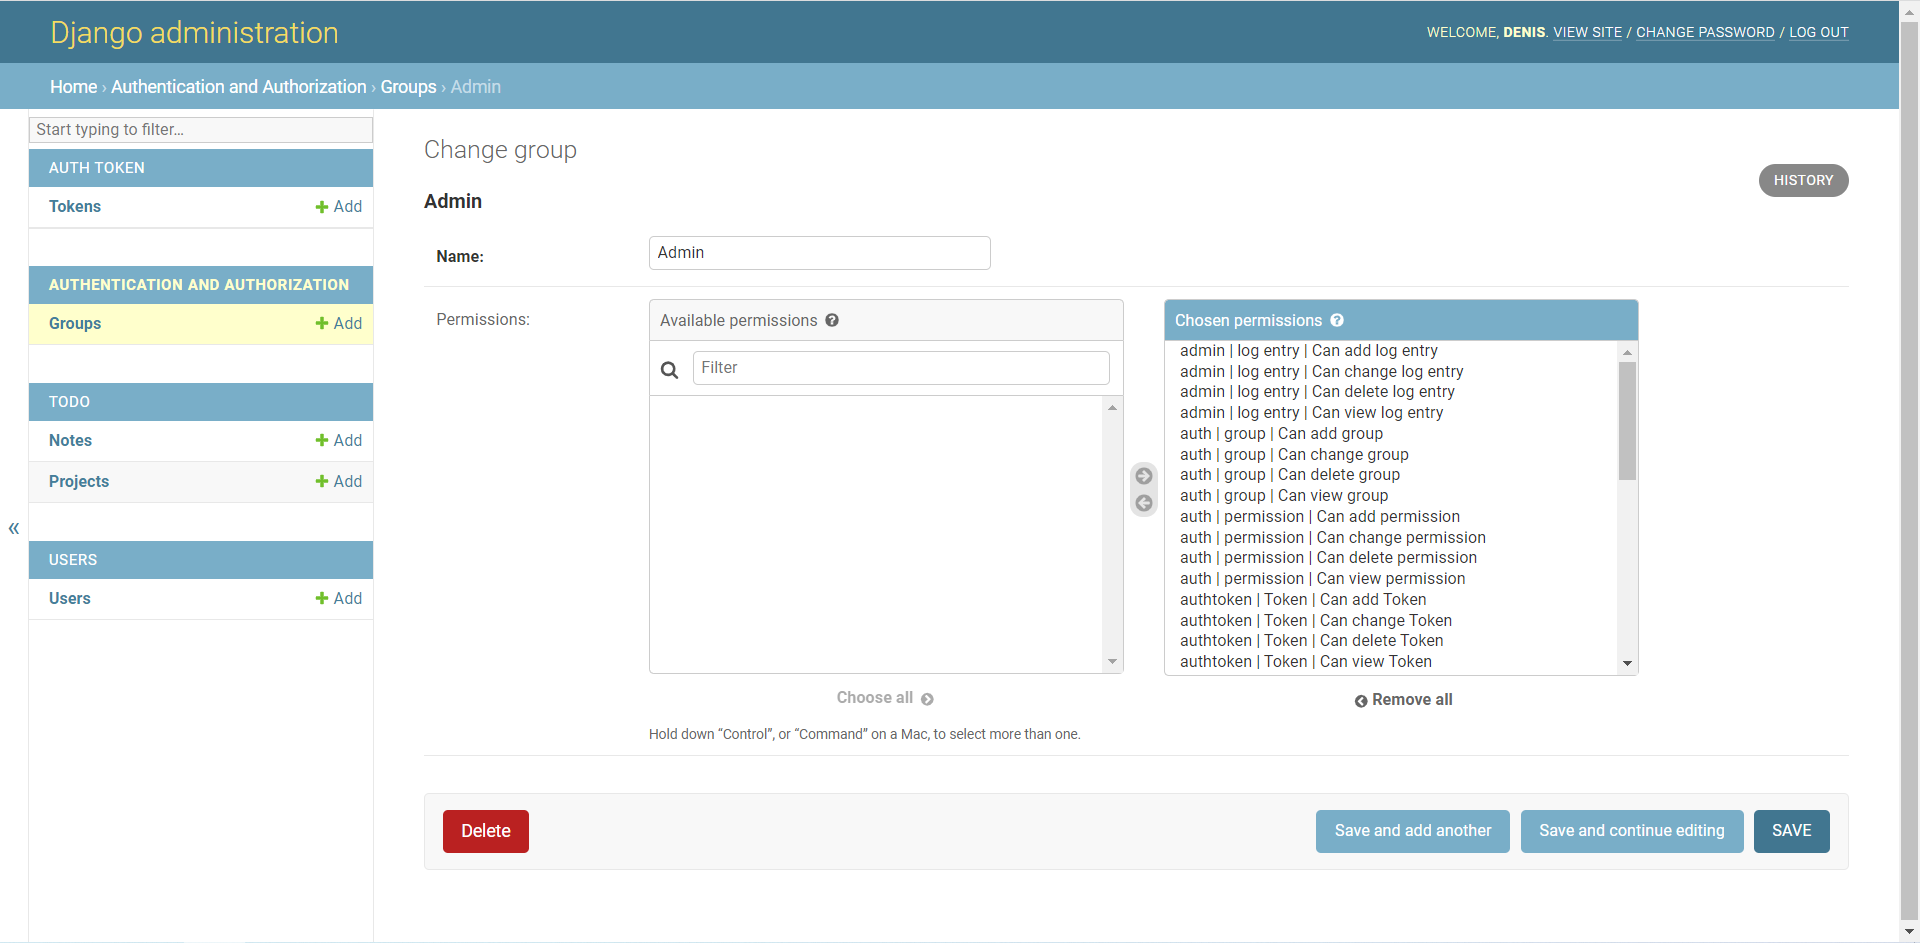 Django administration
WELCOME, DENIS. VIEW SITE / CHANGE PASSWORD / LOG OUT
Home › Authentication and Authorization › Groups › Admin
Start typing to filter...
AUTH TOKEN
Tokens
Add
AUTHENTICATION AND AUTHORIZATION
Groups
Add
TODO
Notes
Add
Projects
Add
«
USERS
Users
Add
Change group
HISTORY
Admin
Name:
Admin
Permissions:
Available permissions ?
Filter
Choose all
Chosen permissions ?
admin | log entry | Can add log entry
admin | log entry | Can change log entry
admin | log entry | Can delete log entry
admin | log entry | Can view log entry
auth | group | Can add group
auth | group | Can change group
auth | group | Can delete group
auth | group | Can view group
auth | permission | Can add permission
auth | permission | Can change permission
auth | permission | Can delete permission
auth | permission | Can view permission
authtoken | Token | Can add Token
authtoken | Token | Can change Token
authtoken | Token | Can delete Token
authtoken | Token | Can view Token
Remove all
Hold down “Control”, or “Command” on a Mac, to select more than one.
Delete
Save and add another
Save and continue editing
SAVE